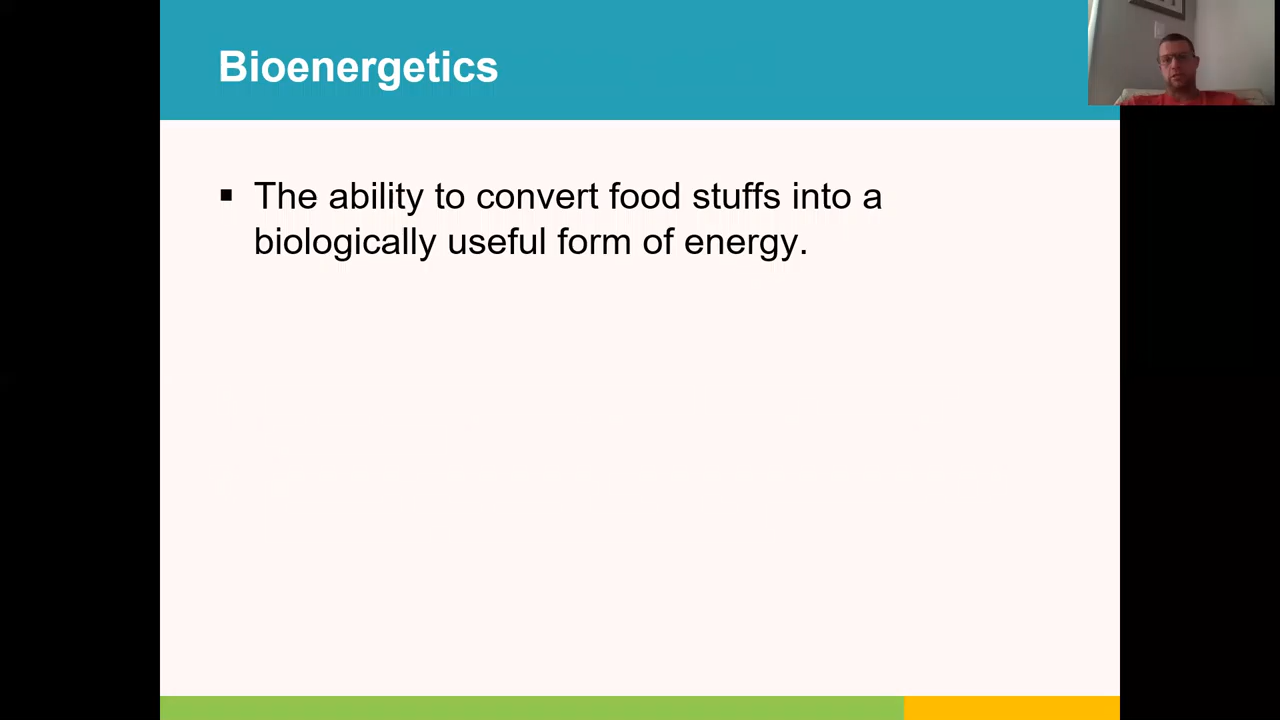 Bioenergetics
▪ The ability to convert food stuffs into a
biologically useful form of energy.